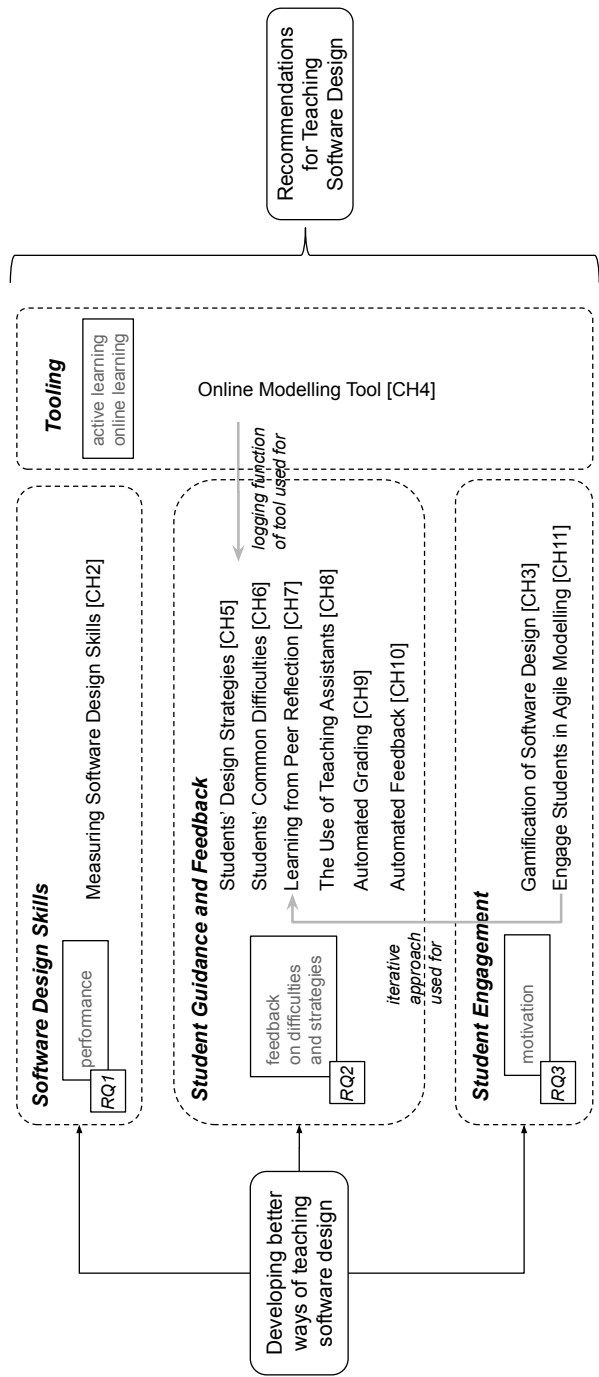 Developing better
ways of teaching
software design
Software Design Skills
performance
RQ1
Measuring Software Design Skills [CH2]
Student Guidance and Feedback
feedback
on difficulties
and strategies
RQ2
Students’ Design Strategies [CH5]
Students’ Common Difficulties [CH6]
Learning from Peer Reflection [CH7]
The Use of Teaching Assistants [CH8]
Automated Grading [CH9]
Automated Feedback [CH10]
iterative
approach
used for
Student Engagement
motivation
RQ3
Gamification of Software Design [CH3]
Engage Students in Agile Modelling [CH11]
logging function
of tool used for
Tooling
active learning
online learning
Online Modelling Tool [CH4]
Recommendations
for Teaching
Software Design